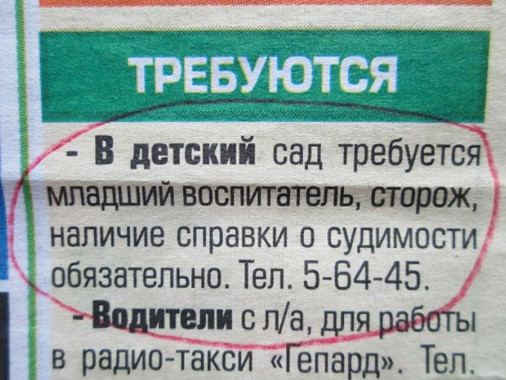 ТРЕБУЮТСЯ
- В детский сад требуется
младший воспитатель, сторож,
наличие справки о судимости
обязательно. Тел. 5-64-45.
- Водители с л/а, для работы
в радио-такси «Гепард». Тел.